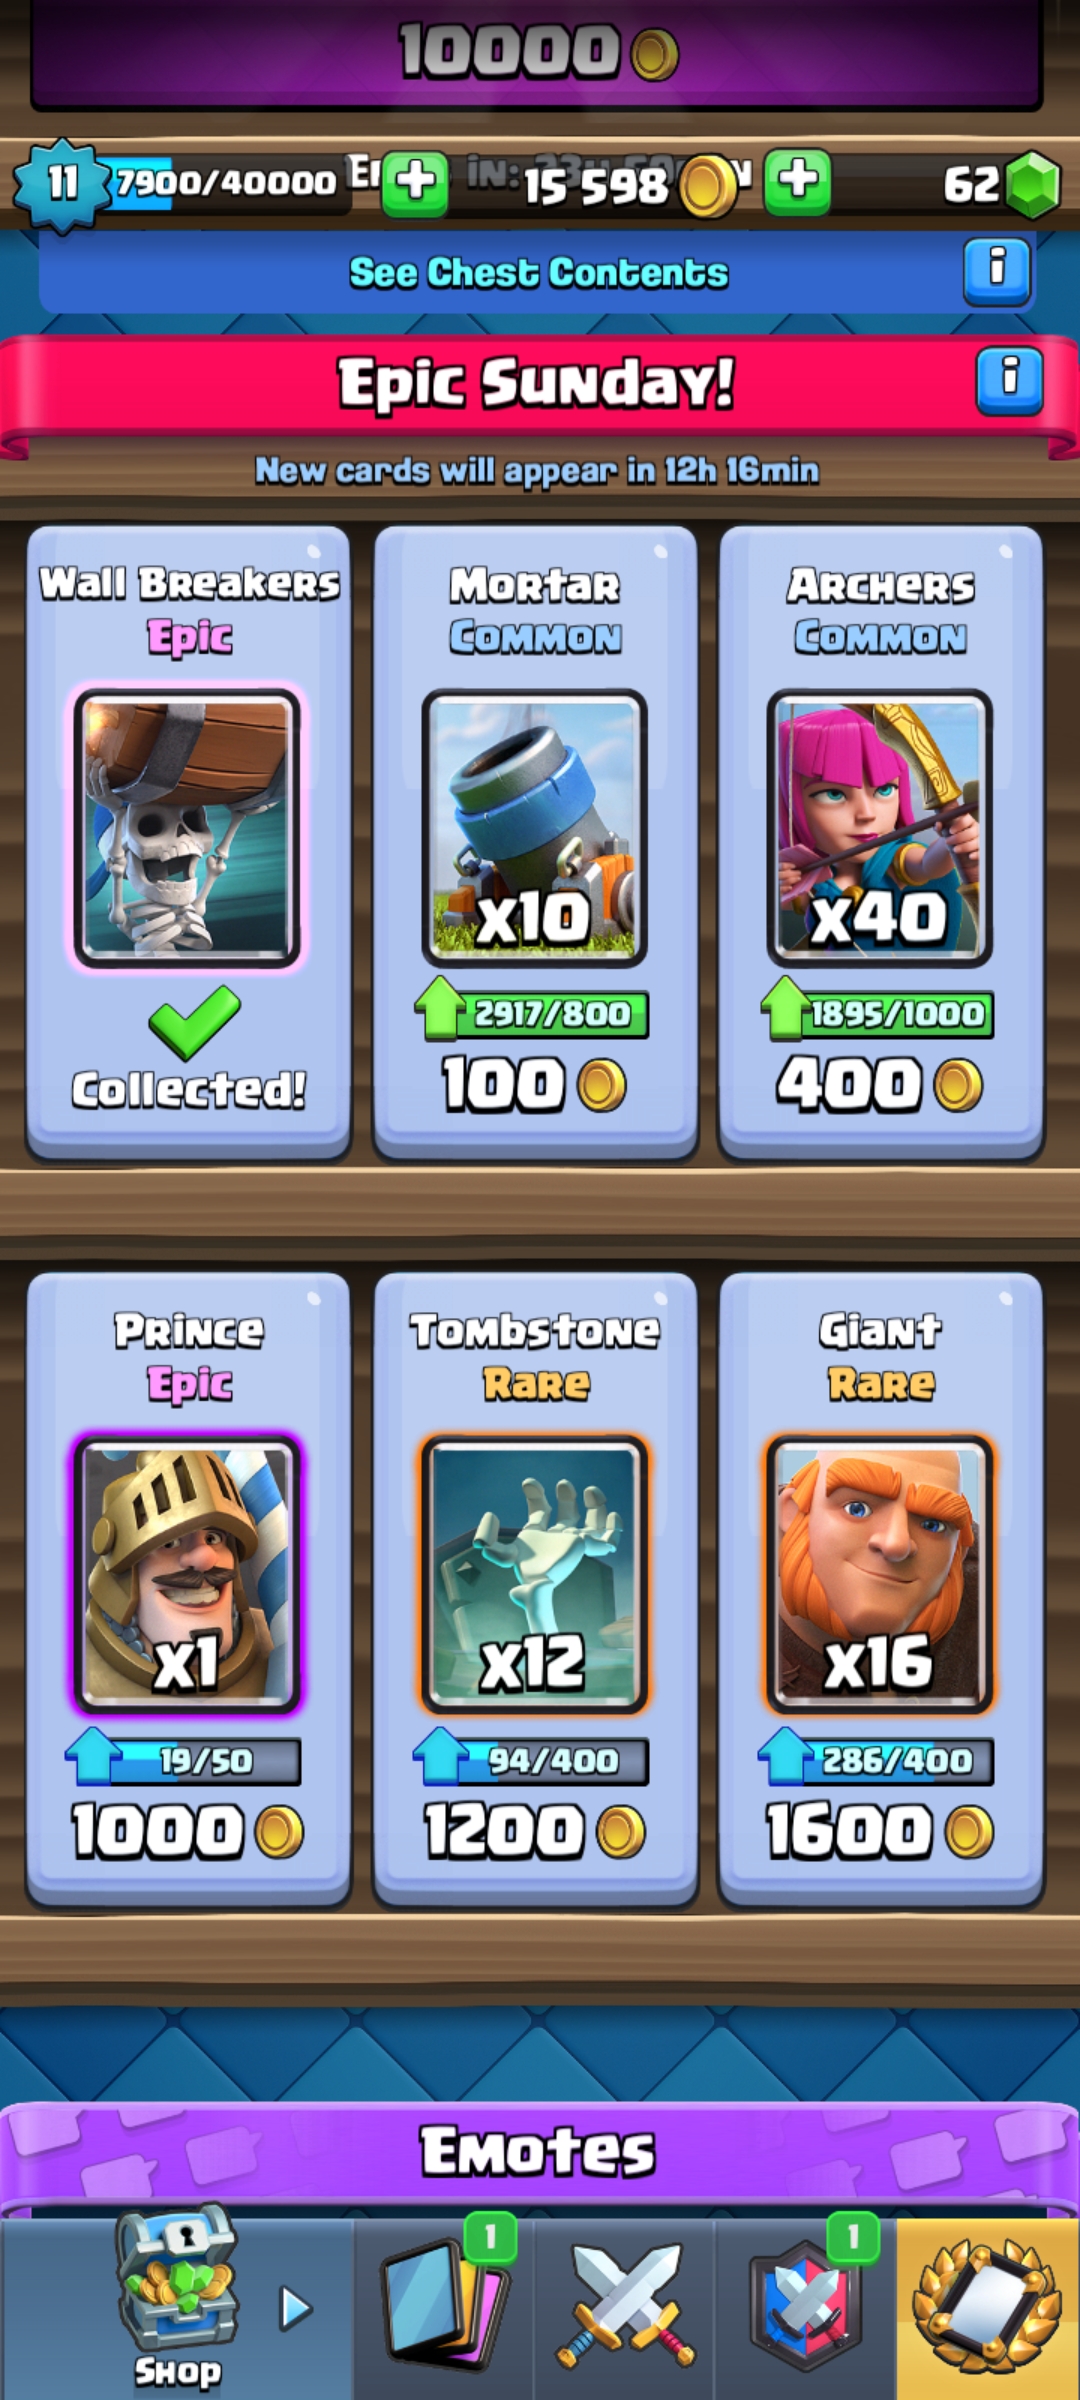 10000
11
7900/40000
15 598
62
See Chest Contents
i
Epic Sunday!
i
New cards will appear in 12h 16min
Wall Breakers
Epic
Collected!
Mortar
Common
x10
2917/800
100
Archers
Common
x40
1895/1000
400
Prince
Epic
x1
19/50
1000
Tombstone
Rare
x12
94/400
1200
Giant
Rare
x16
286/400
1600
Emotes
Shop
1
1